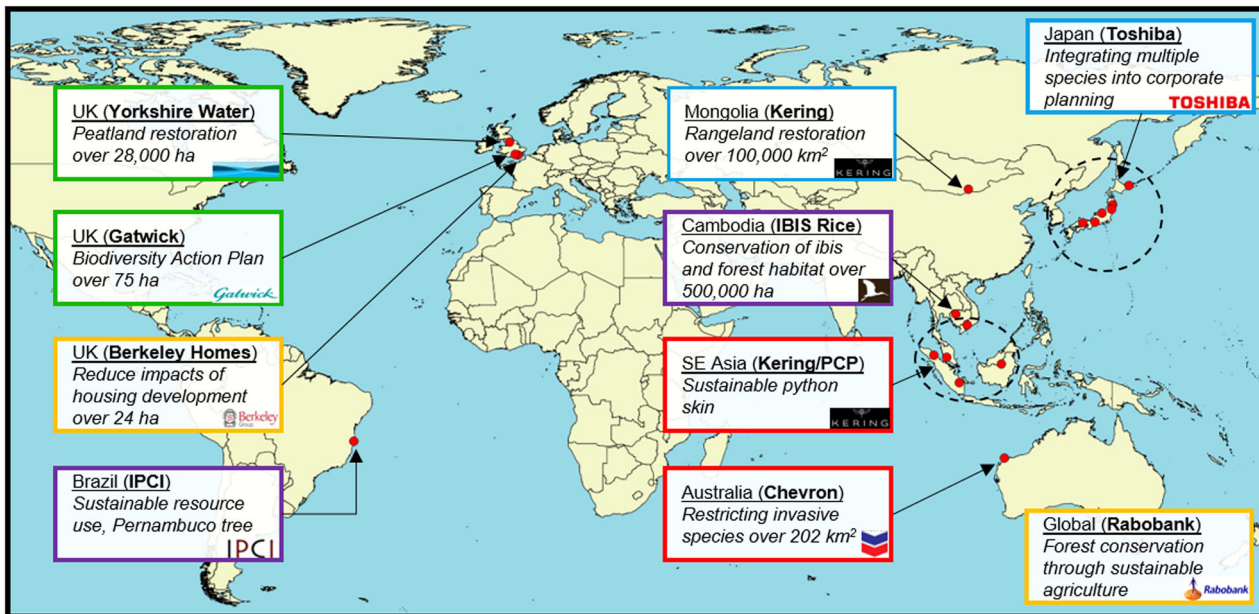 UK (Yorkshire Water)
Peatland restoration
over 28,000 ha
UK (Gatwick)
Biodiversity Action Plan
over 75 ha
Gatwick
UK (Berkeley Homes)
Reduce impacts of
housing development
over 24 ha
Berkeley
Group
Brazil (IPCI)
Sustainable resource
use, Pernambuco tree
IPCI
Mongolia (Kering)
Rangeland restoration
over 100,000 km²
KERING
Cambodia (IBIS Rice)
Conservation of ibis
and forest habitat over
500,000 ha
SE Asia (Kering/PCP)
Sustainable python
skin
KERING
Australia (Chevron)
Restricting invasive
species over 202 km²
Japan (Toshiba)
Integrating multiple
species into corporate
planning
TOSHIBA
Global (Rabobank)
Forest conservation
through sustainable
agriculture
Rabobank